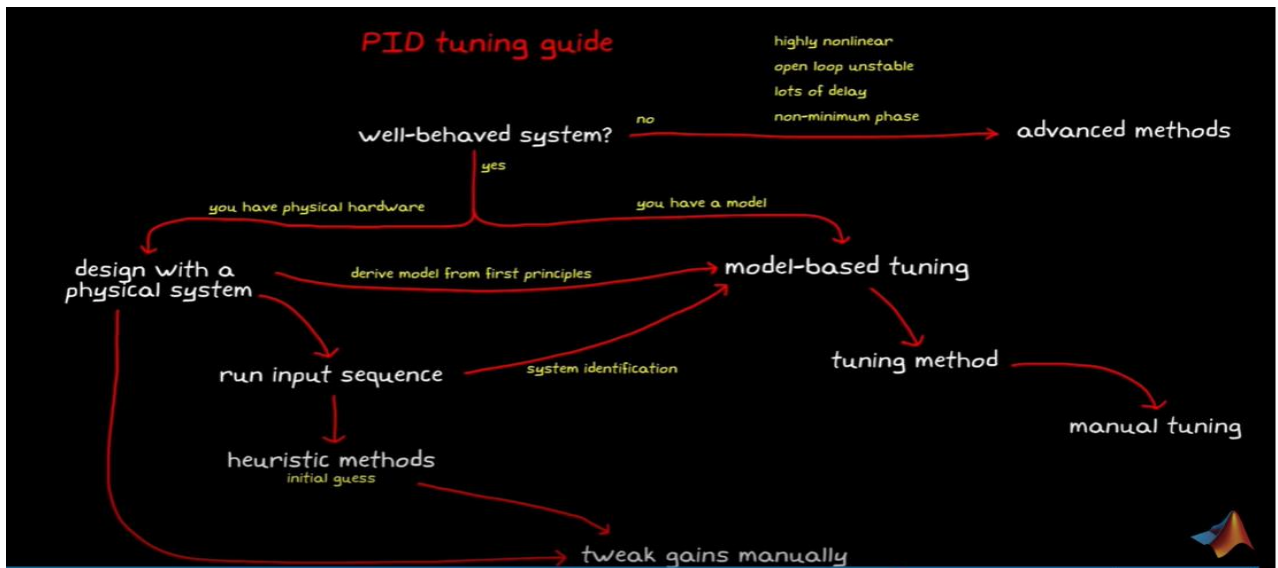 PID tuning guide
highly nonlinear
open loop unstable
lots of delay
non-minimum phase
no
well-behaved system?
advanced methods
yes
you have physical hardware
you have a model
design with a
physical system
derive model from first principles
model-based tuning
run input sequence
system identification
tuning method
manual tuning
heuristic methods
initial guess
tweak gains manually